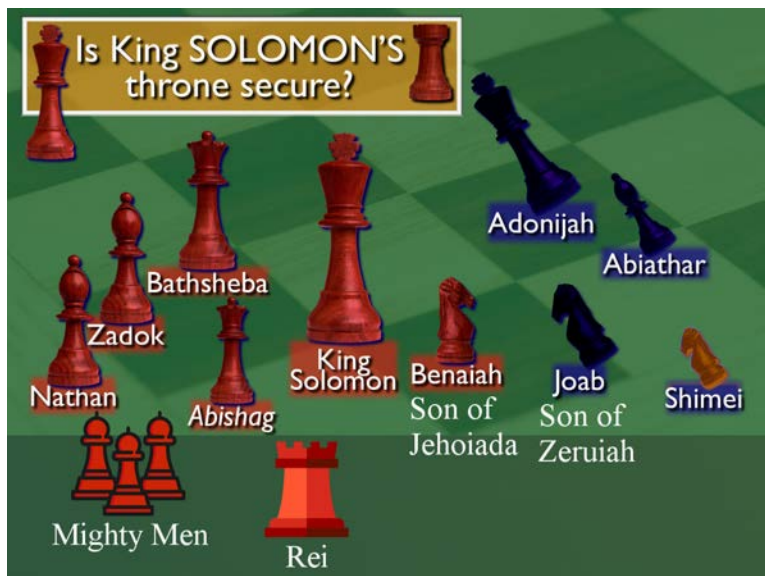 Is King SOLOMON'S
throne secure?
Adonijah
Abiathar
Bathsheba
Zadok
Nathan
Abishag
King
Solomon
Benaiah
Son of
Jehoiada
Joab
Son of
Zeruiah
Shimei
Mighty Men
Rei